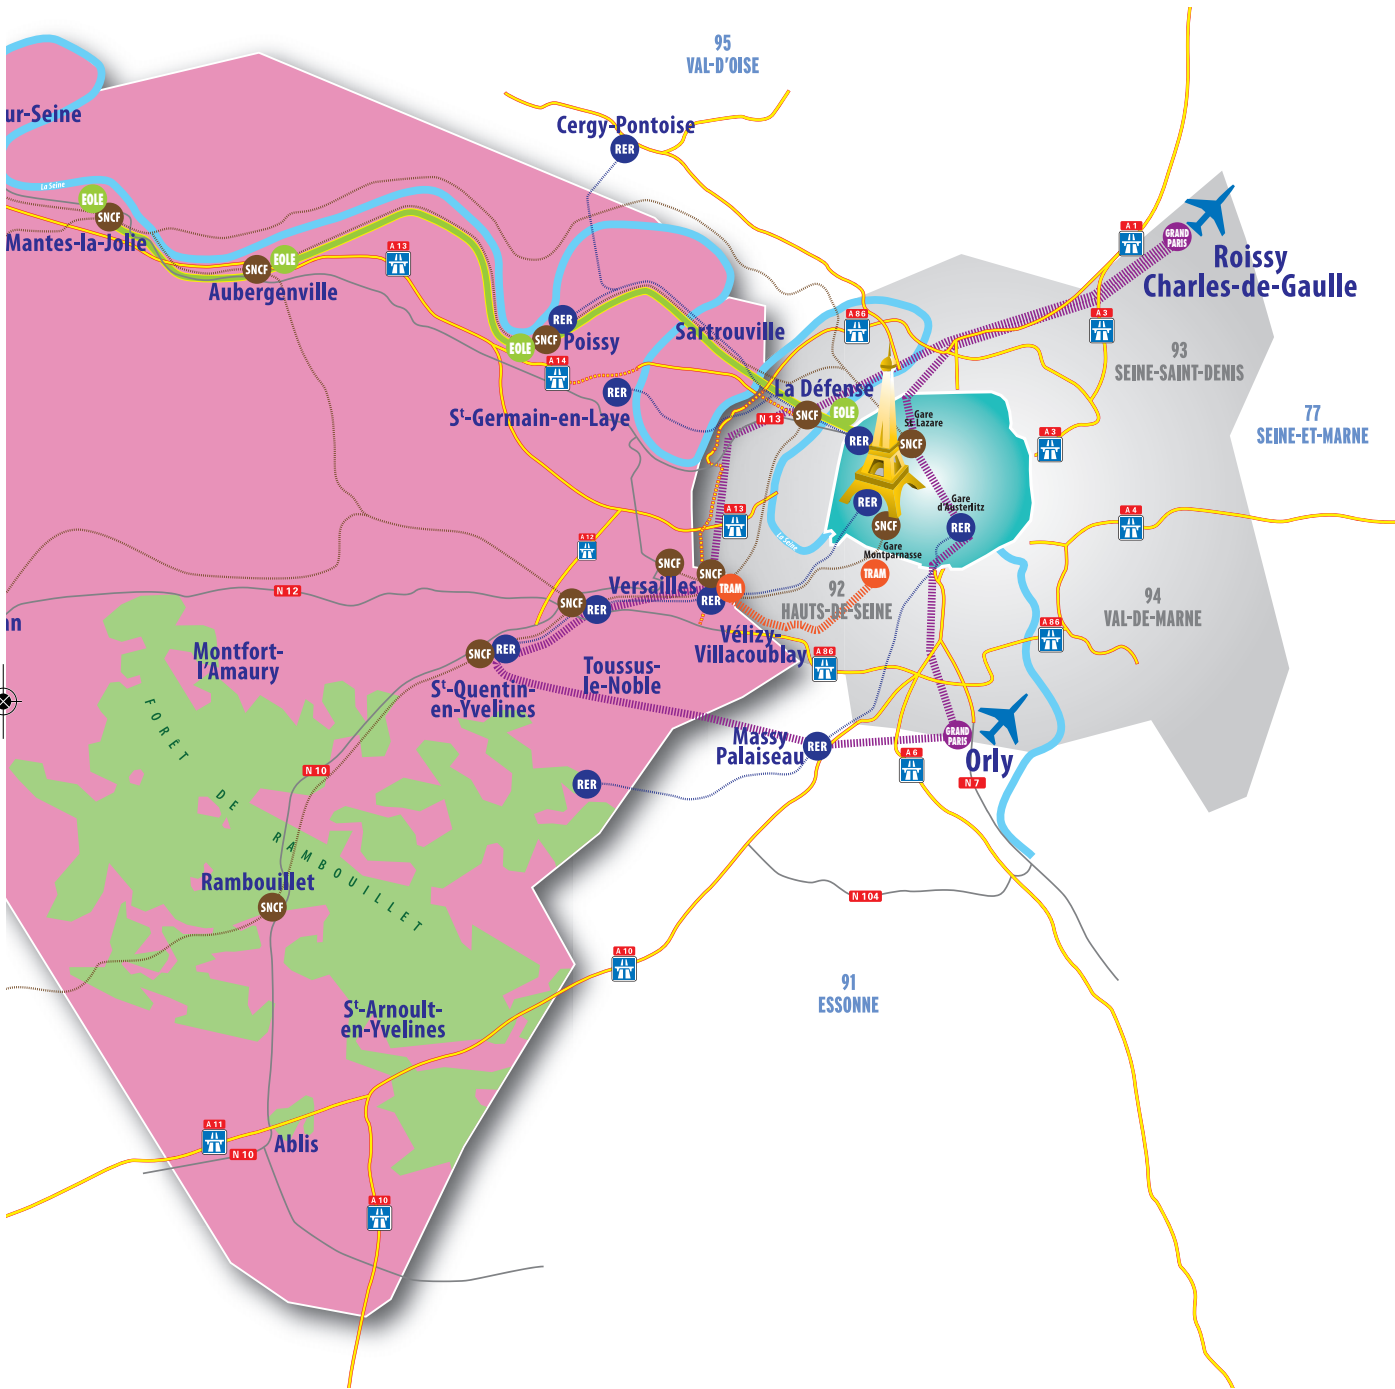 95
VAL-D'OISE
ur-Seine
Cergy-Pontoise
RER
La Seine
EOLE
SNCF
Mantes-la-Jolie
A 13
EOLE
SNCF
Aubergenville
A 1
GRAND
PARIS
Roissy
Charles-de-Gaulle
RER
SNCF
Poissy
EOLE
Sartrouville
A 86
A 3
93
SEINE-SAINT-DENIS
A 14
RER
St-Germain-en-Laye
La Défense
SNCF
EOLE
N 13
RER
Gare
St Lazare
SNCF
A 3
77
SEINE-ET-MARNE
A 13
RER
SNCF
Gare
d'Austerlitz
RER
A 4
La Seine
Gare
Montparnasse
A 12
SNCF
SNCF
Versailles
TRAM
RER
TRAM
92
HAUTS-DE-SEINE
94
VAL-DE-MARNE
N 12
SNCF
RER
an
Vélizy-
Villacoublay
A 86
A 86
Montfort-
l'Amaury
SNCF
RER
St-Quentin-
en-Yvelines
Toussus-
le-Noble
FORÊT
DE
RAMBOUILLET
N 10
Massy
Palaiseau
RER
GRAND
PARIS
Orly
A 6
N 7
RER
Rambouillet
SNCF
N 104
A 10
91
ESSONNE
St-Arnoult-
en-Yvelines
A 11
N 10
Ablis
A 10